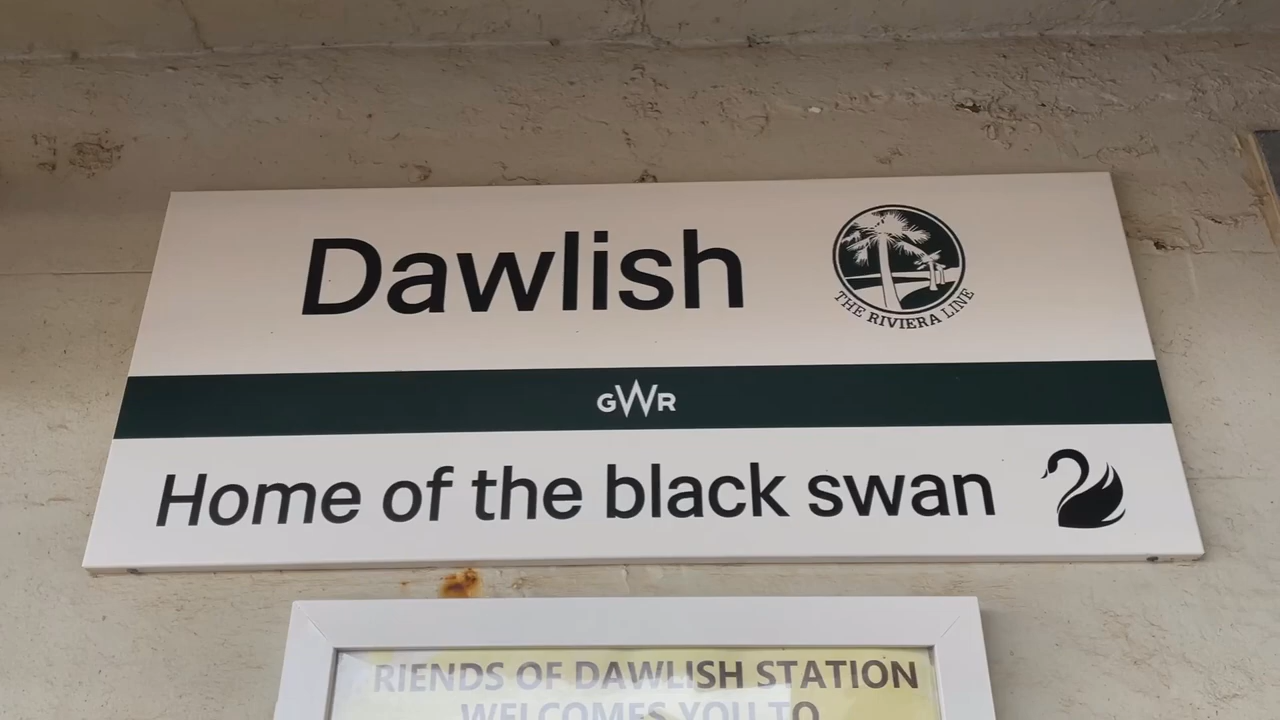 Dawlish
THE RIVIERA LINE
GWR
Home of the black swan
RIENDS OF DAWLISH STATION
WELCOMES YOU TO